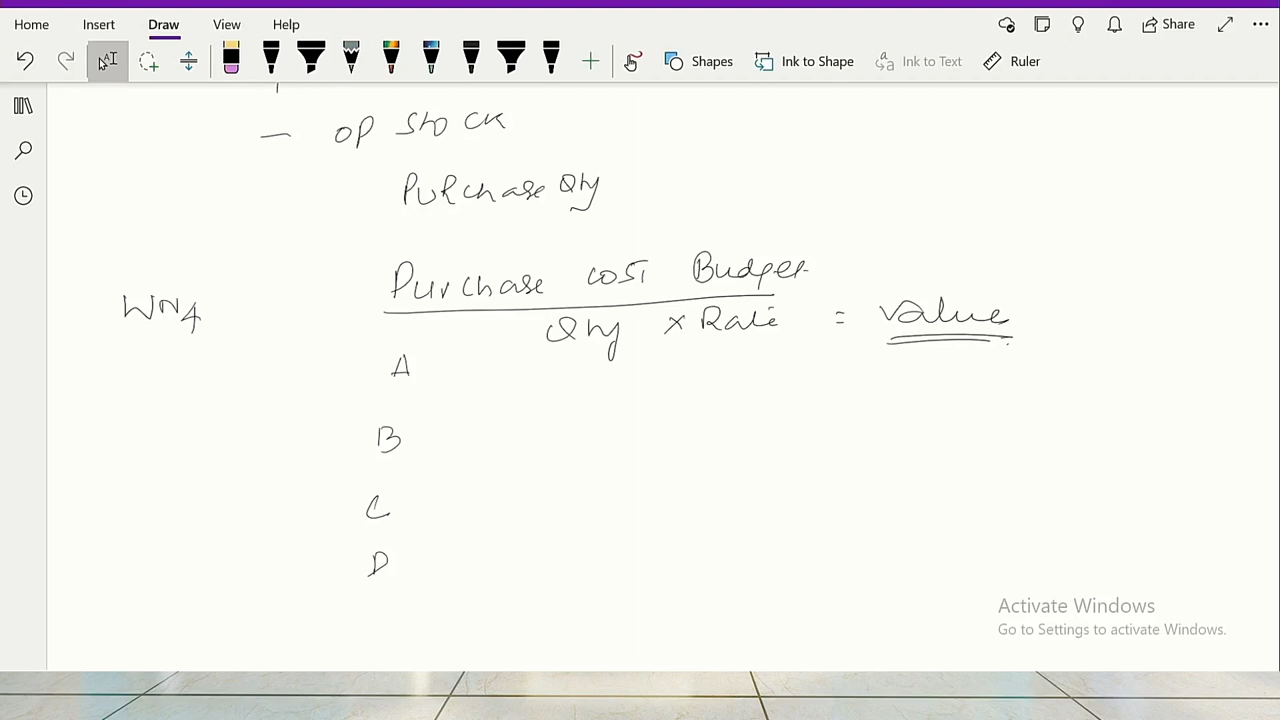 Home Insert Draw View Help Share
Shapes Ink to Shape Ink to Text Ruler
— OP Stock
Purchase Qty
Purchase cost Budget
WN4
Qty × Rate = Value
A
B
C
D
Activate Windows
Go to Settings to activate Windows.